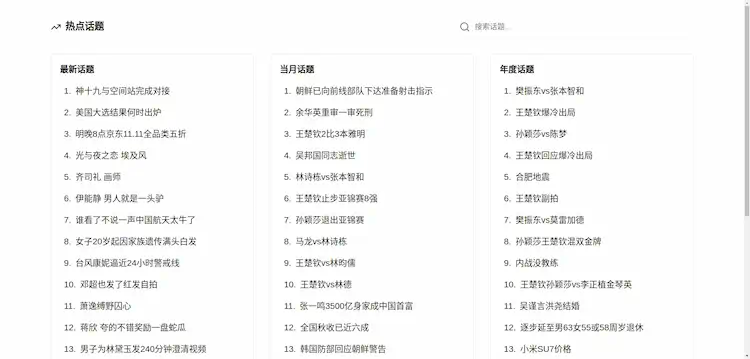 热点话题
搜索话题...
最新话题
1. 神十九与空间站完成对接
2. 美国大选结果何时出炉
3. 明晚8点京东11.11全品类五折
4. 光与夜之恋 埃及风
5. 齐司礼 画师
6. 伊能静 男人就是一头驴
7. 谁看了不说一声中国航天太牛了
8. 女子20岁起因家族遗传满头白发
9. 台风康妮逼近24小时警戒线
10. 邓超也发了红发自拍
11. 萧逸缚野囚心
12. 蒋欣 夸的不错奖励一盘蛇瓜
13. 男子为林黛玉发240分钟澄清视频
当月话题
1. 朝鲜已向前线部队下达准备射击指示
2. 余华英重审一审死刑
3. 王楚钦2比3本雅明
4. 吴邦国同志逝世
5. 林诗栋vs张本智和
6. 王楚钦止步亚锦赛8强
7. 孙颖莎退出亚锦赛
8. 马龙vs林诗栋
9. 王楚钦vs林昀儒
10. 王楚钦vs林德
11. 张一鸣3500亿身家成中国首富
12. 全国秋收已近六成
13. 韩国防部回应朝鲜警告
年度话题
1. 樊振东vs张本智和
2. 王楚钦爆冷出局
3. 孙颖莎vs陈梦
4. 王楚钦回应爆冷出局
5. 合肥地震
6. 王楚钦副拍
7. 樊振东vs莫雷加德
8. 孙颖莎王楚钦混双金牌
9. 内战没教练
10. 王楚钦孙颖莎vs李正植金琴英
11. 吴谨言洪尧结婚
12. 逐步延至男63女55或58周岁退休
13. 小米SU7价格